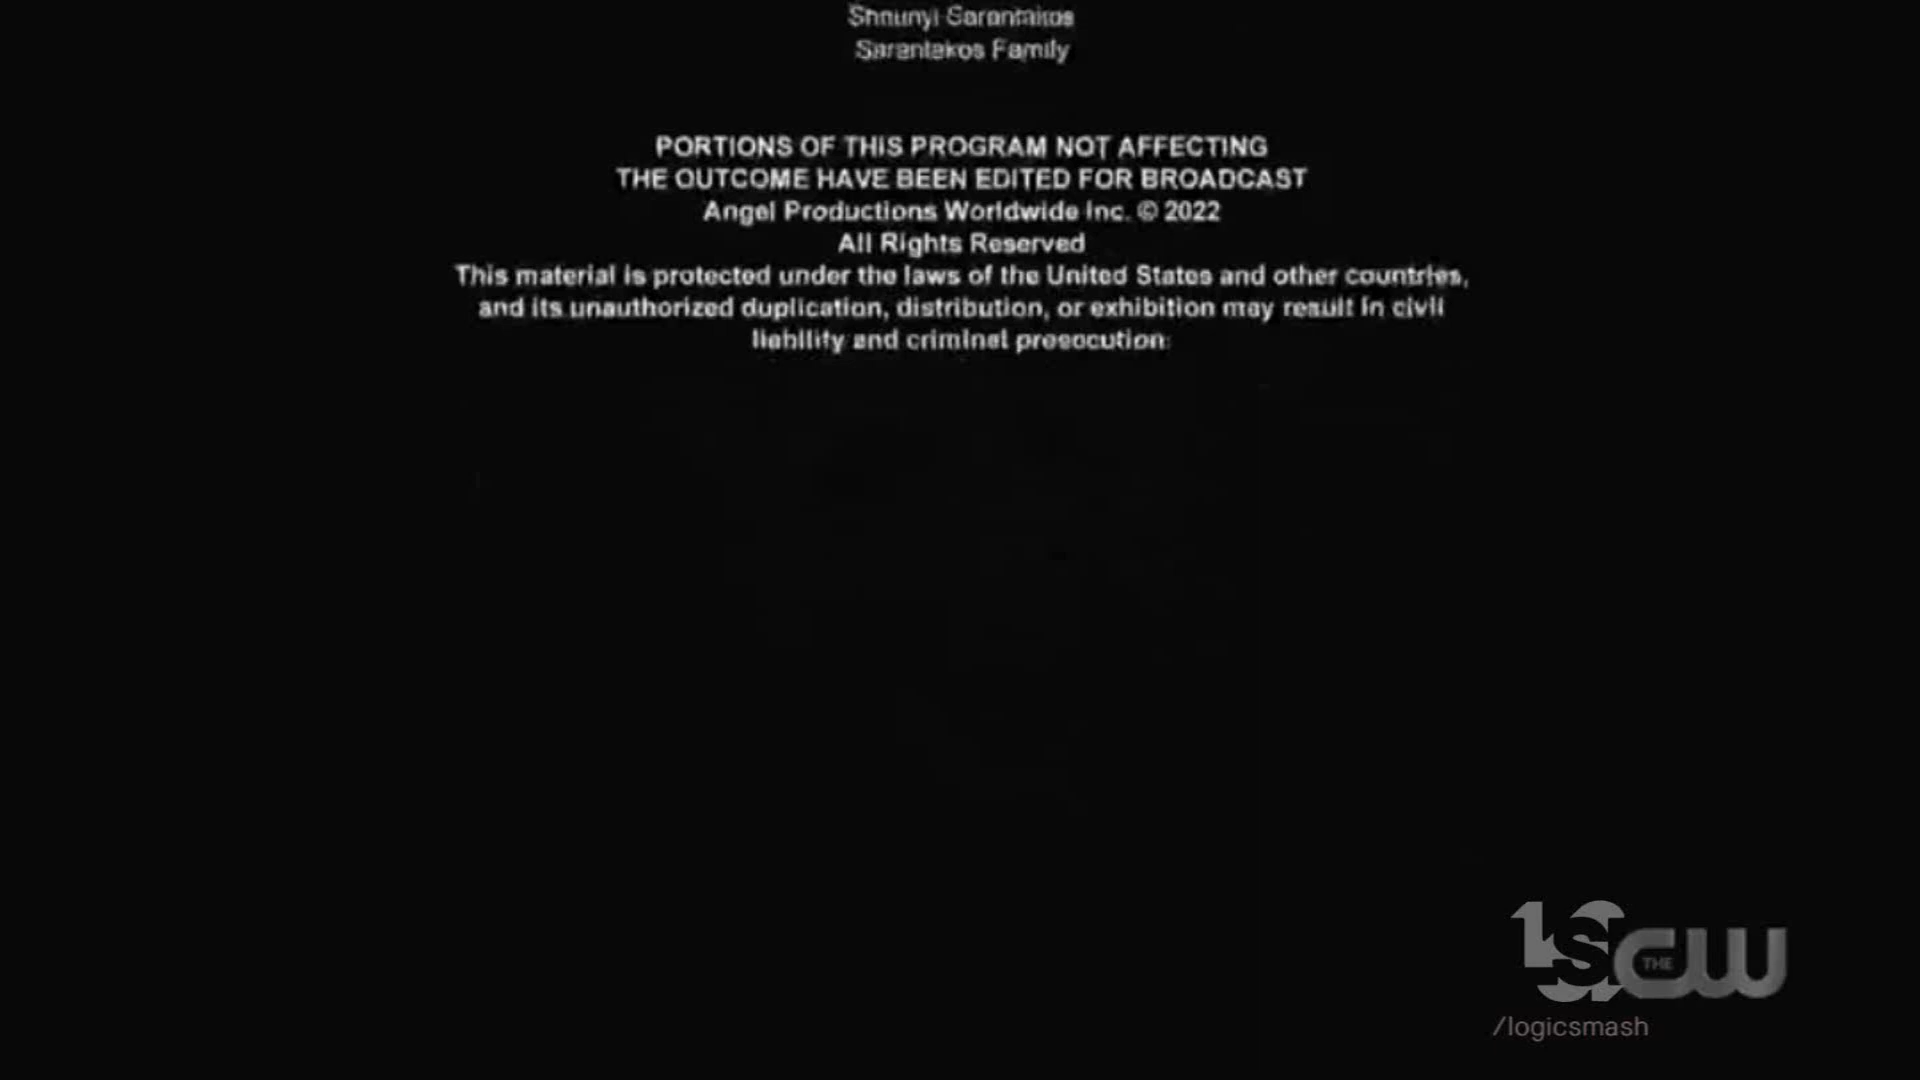 Sarantakos
Sarantakos Family
PORTIONS OF THIS PROGRAM NOT AFFECTING
THE OUTCOME HAVE BEEN EDITED FOR BROADCAST
Angel Productions Worldwide Inc. © 2022
All Rights Reserved
This material is protected under the laws of the United States and other countries,
and its unauthorized duplication, distribution, or exhibition may result in civil
liability and criminal prosecution.
LS
THE CW
/logicsmash